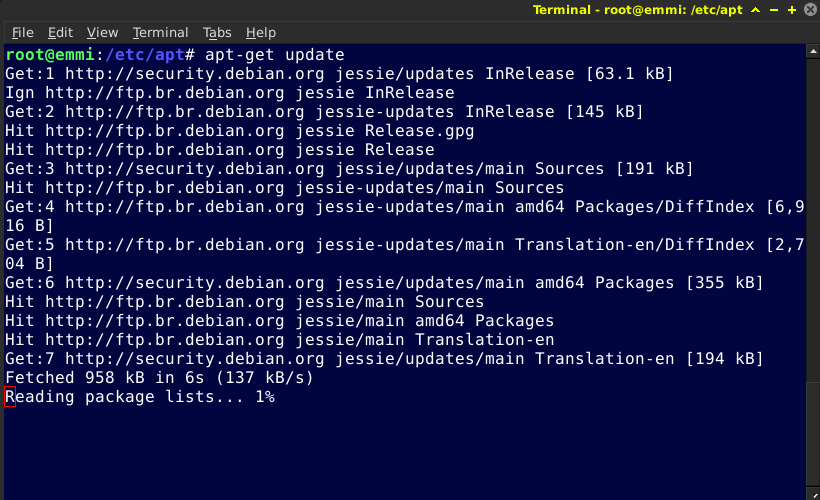 Terminal - root@emmi: /etc/apt
File Edit View Terminal Tabs Help
root@emmi:/etc/apt# apt-get update
Get:1 http://security.debian.org jessie/updates InRelease [63.1 kB]
Ign http://ftp.br.debian.org jessie InRelease
Get:2 http://ftp.br.debian.org jessie-updates InRelease [145 kB]
Hit http://ftp.br.debian.org jessie Release.gpg
Hit http://ftp.br.debian.org jessie Release
Get:3 http://security.debian.org jessie/updates/main Sources [191 kB]
Hit http://ftp.br.debian.org jessie-updates/main Sources
Get:4 http://ftp.br.debian.org jessie-updates/main amd64 Packages/DiffIndex [6,9
16 B]
Get:5 http://ftp.br.debian.org jessie-updates/main Translation-en/DiffIndex [2,7
04 B]
Get:6 http://security.debian.org jessie/updates/main amd64 Packages [355 kB]
Hit http://ftp.br.debian.org jessie/main Sources
Hit http://ftp.br.debian.org jessie/main amd64 Packages
Hit http://ftp.br.debian.org jessie/main Translation-en
Get:7 http://security.debian.org jessie/updates/main Translation-en [194 kB]
Fetched 958 kB in 6s (137 kB/s)
Reading package lists... 1%